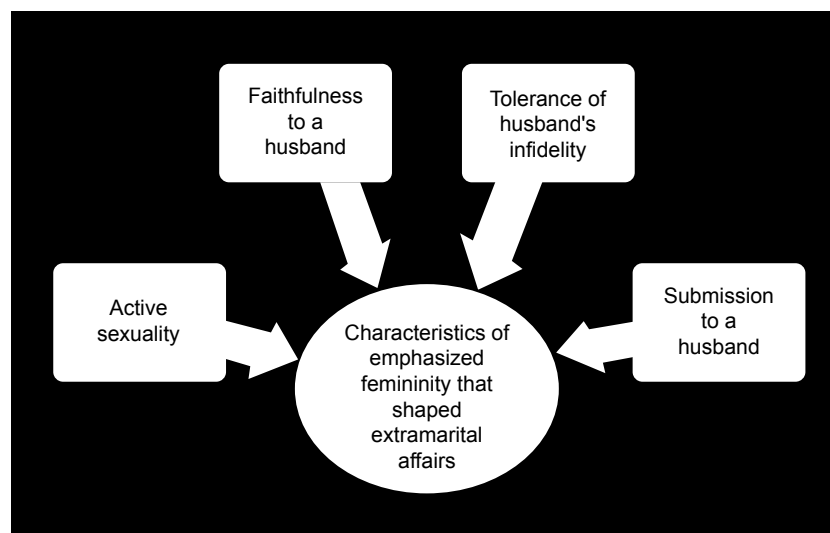 Faithfulness
to a
husband
Tolerance of
husband's
infidelity
Active
sexuality
Submission
to a
husband
Characteristics of
emphasized
femininity that
shaped
extramarital
affairs